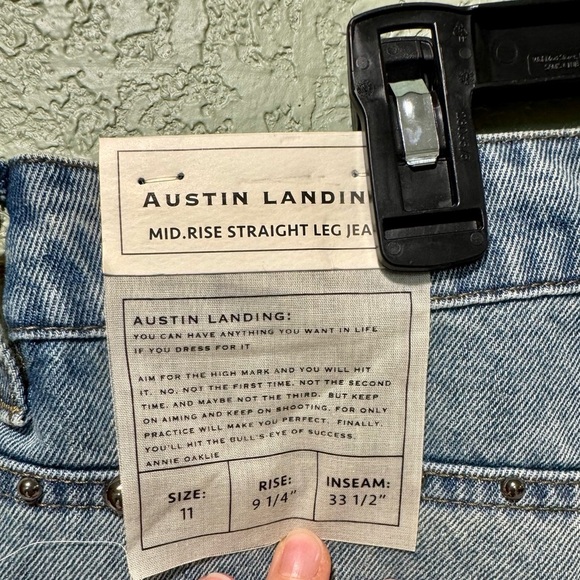 AUSTIN LANDIN
MID.RISE STRAIGHT LEG JEA
AUSTIN LANDING:
YOU CAN HAVE ANYTHING YOU WANT IN LIFE
IF YOU DRESS FOR IT
AIM FOR THE HIGH MARK AND YOU WILL HIT
IT. NO, NOT THE FIRST TIME, NOT THE SECOND
TIME, AND MAYBE NOT THE THIRD. BUT KEEP
ON AIMING AND KEEP ON SHOOTING, FOR ONLY
PRACTICE WILL MAKE YOU PERFECT. FINALLY,
YOU'LL HIT THE BULL'S-EYE OF SUCCESS.
ANNIE OAKLIE
SIZE:
11
RISE:
9 1/4"
INSEAM:
33 1/2"